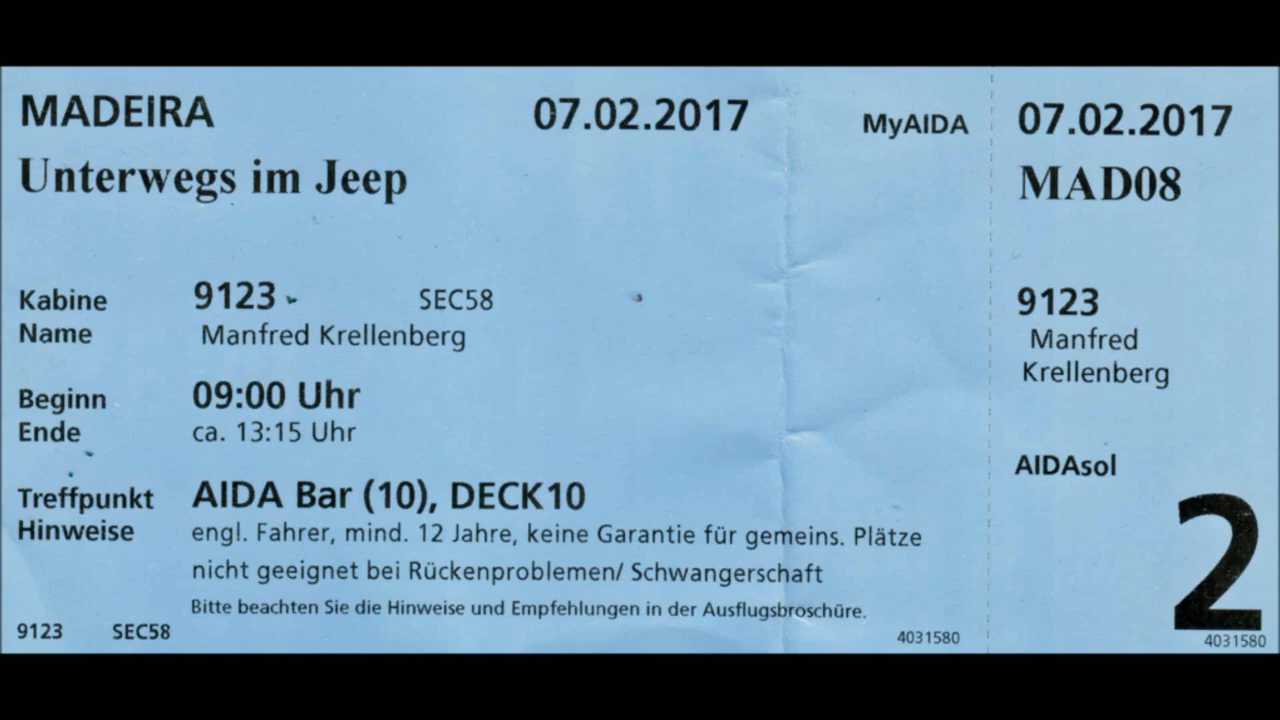 MADEIRA 07.02.2017 MyAIDA
Unterwegs im Jeep
Kabine 9123 SEC58
Name Manfred Krellenberg
Beginn 09:00 Uhr
Ende ca. 13:15 Uhr
Treffpunkt AIDA Bar (10), DECK10
Hinweise engl. Fahrer, mind. 12 Jahre, keine Garantie für gemeins. Plätze
nicht geeignet bei Rückenproblemen/ Schwangerschaft
Bitte beachten Sie die Hinweise und Empfehlungen in der Ausflugsbroschüre.
9123 SEC58 4031580
07.02.2017
MAD08
9123
Manfred
Krellenberg
AIDAsol
2
4031580